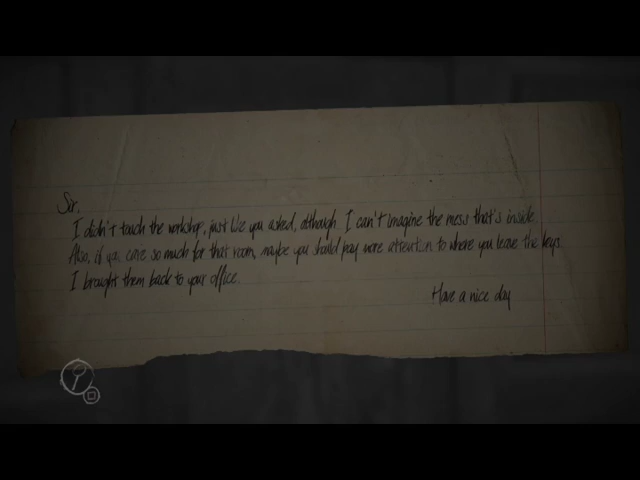 Sir,
I didn't touch the workshop, just like you asked, although I can't imagine the mess that's inside.
Also, if you care so much for that room, maybe you should pay more attention to where you leave the keys.
I brought them back to your office.
Have a nice day